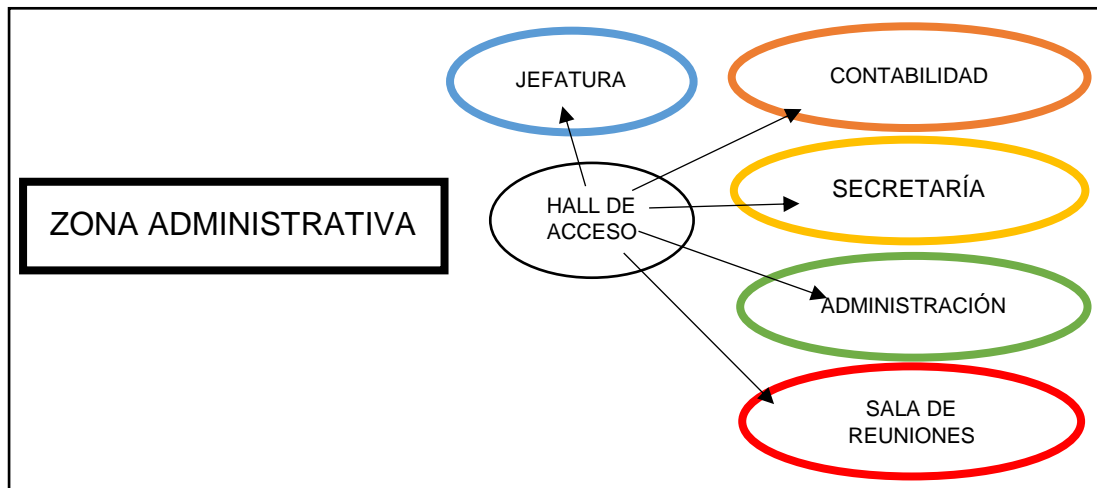 JEFATURA
CONTABILIDAD
ZONA ADMINISTRATIVA
HALL DE
ACCESO
SECRETARÍA
ADMINISTRACIÓN
SALA DE
REUNIONES